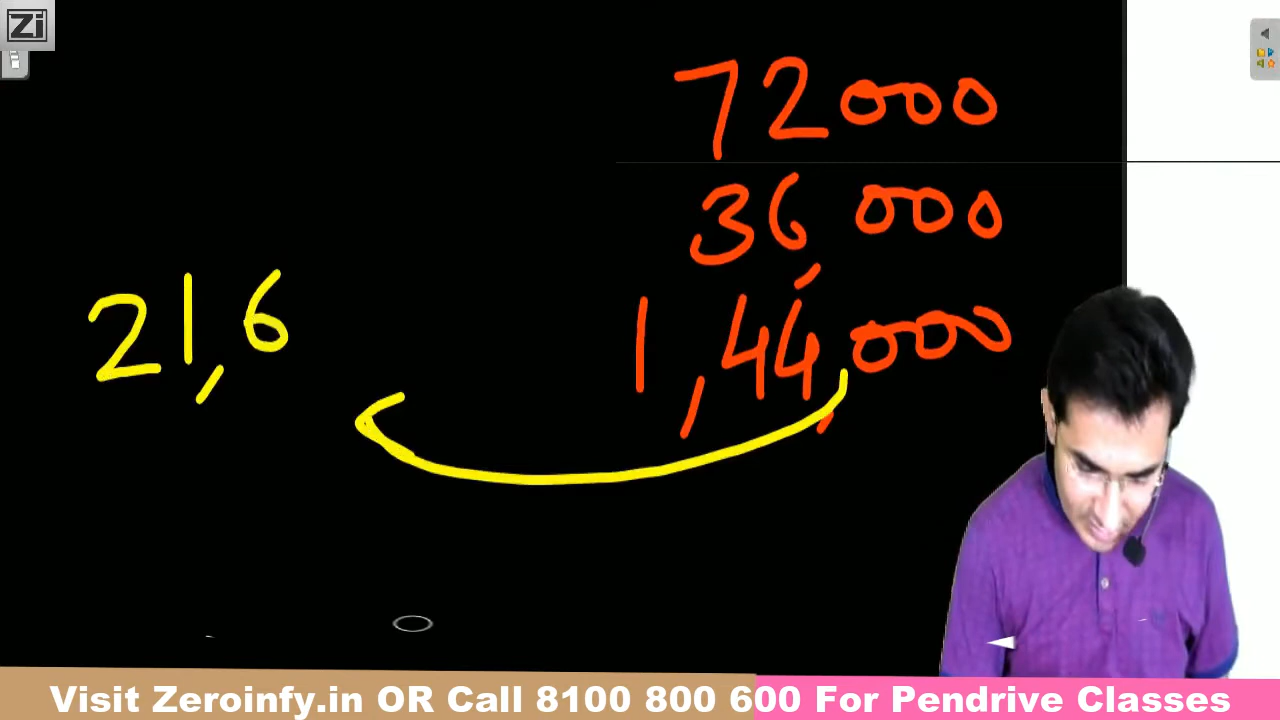 Zi
72000
36,000
1,44,000
21,6
Visit Zeroinfy.in OR Call 8100 800 600 For Pendrive Classes